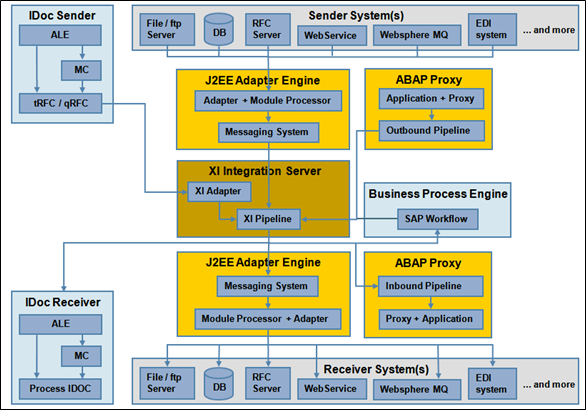 IDoc Sender
ALE
MC
tRFC / qRFC
Sender System(s)
File / ftp
Server
DB
RFC
Server
WebService
Websphere MQ
EDI
system
... and more
J2EE Adapter Engine
Adapter + Module Processor
Messaging System
ABAP Proxy
Application + Proxy
Outbound Pipeline
XI Integration Server
XI Adapter
XI Pipeline
Business Process Engine
SAP Workflow
J2EE Adapter Engine
Messaging System
Module Processor + Adapter
ABAP Proxy
Inbound Pipeline
Proxy + Application
IDoc Receiver
ALE
MC
Process IDOC
Receiver System(s)
File / ftp
Server
DB
RFC
Server
WebService
Websphere MQ
EDI
system
... and more